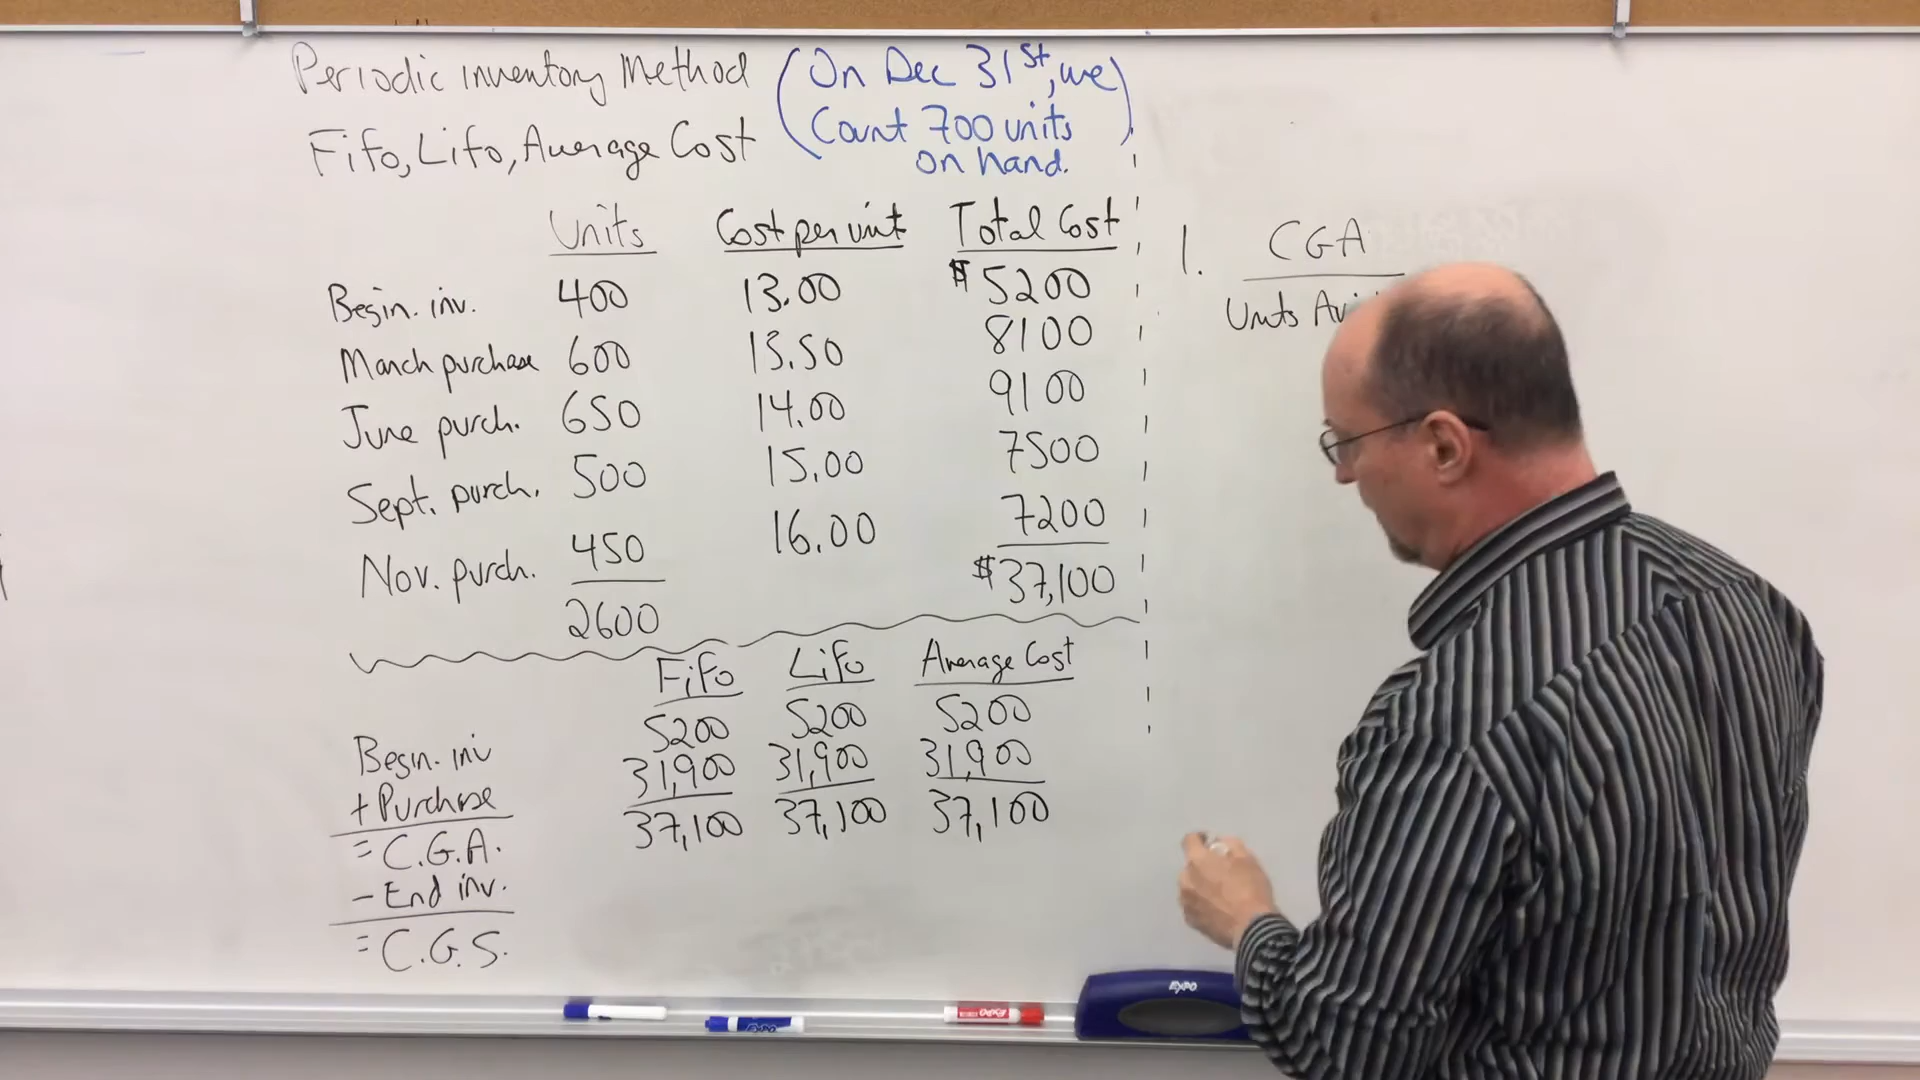 Periodic inventory Method
(On Dec 31st, we
Count 700 units
on hand.)
Fifo, Lifo, Average Cost
Units Cost per unit Total Cost
Begin. inv. 400 13.00 $5200
March purchase 600 13.50 8100
June purch. 650 14.00 9100
Sept. purch. 500 15.00 7500
Nov. purch. 450 16.00 7200
2600 $37,100
Fifo Lifo Average Cost
Begin. inv 5200 5200 5200
+ Purchase 31,900 31,900 31,900
= C.G.A. 37,100 37,100 37,100
- End inv.
= C.G.S.
1. CGA
Units
EXPO
EXPO
EXPO